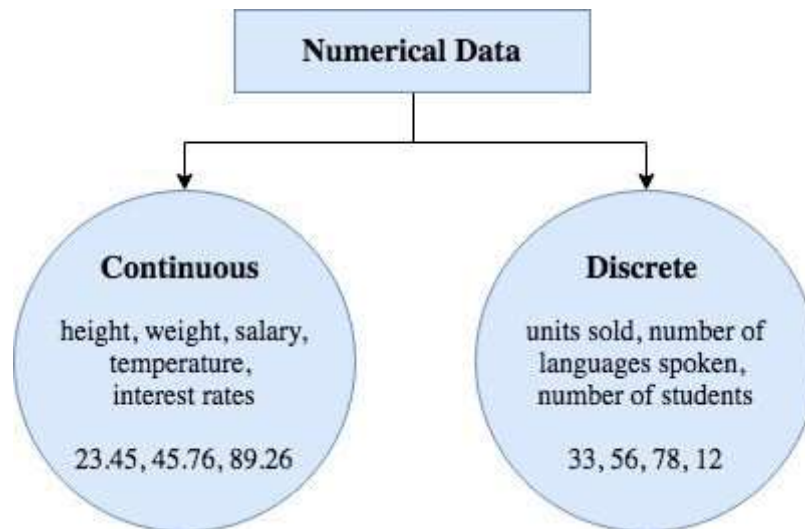 Numerical Data
Continuous
height, weight, salary,
temperature,
interest rates
23.45, 45.76, 89.26
Discrete
units sold, number of
languages spoken,
number of students
33, 56, 78, 12